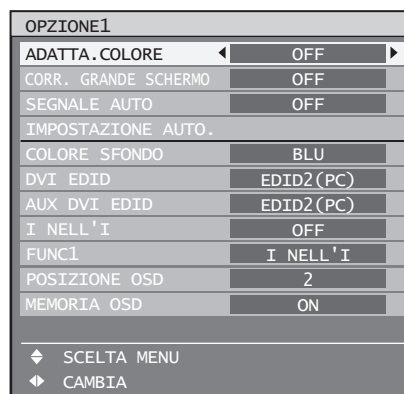 OPZIONE1
ADATTA.COLORE OFF
CORR. GRANDE SCHERMO OFF
SEGNALE AUTO OFF
IMPOSTAZIONE AUTO.
COLORE SFONDO BLU
DVI EDID EDID2(PC)
AUX DVI EDID EDID2(PC)
I NELL'I OFF
FUNC1 I NELL'I
POSIZIONE OSD 2
MEMORIA OSD ON
SCELTA MENU
CAMBIA